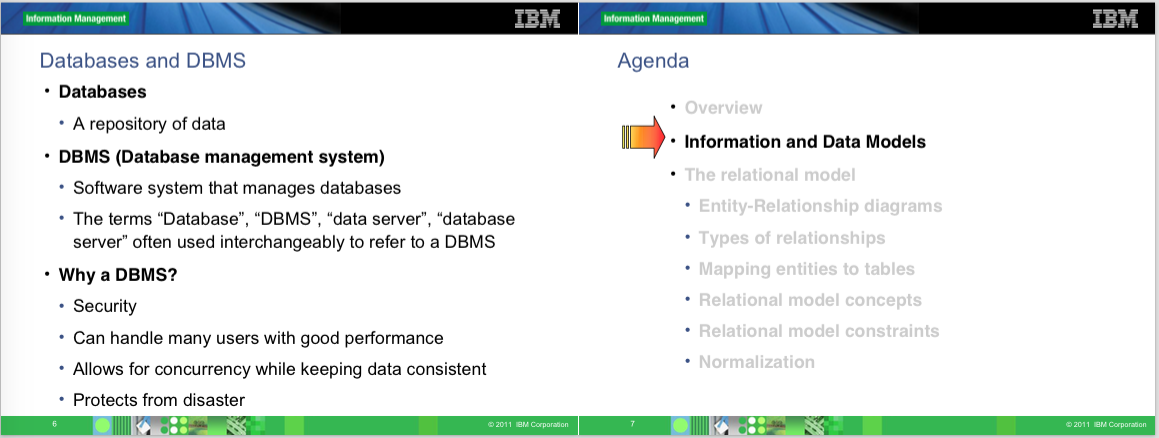 Information Management
IBM
Databases and DBMS
• Databases
• A repository of data
• DBMS (Database management system)
• Software system that manages databases
• The terms “Database”, “DBMS”, “data server”, “database
server” often used interchangeably to refer to a DBMS
• Why a DBMS?
• Security
• Can handle many users with good performance
• Allows for concurrency while keeping data consistent
• Protects from disaster
6
© 2011 IBM Corporation
Information Management
IBM
Agenda
• Overview
• Information and Data Models
• The relational model
• Entity-Relationship diagrams
• Types of relationships
• Mapping entities to tables
• Relational model concepts
• Relational model constraints
• Normalization
7
© 2011 IBM Corporation